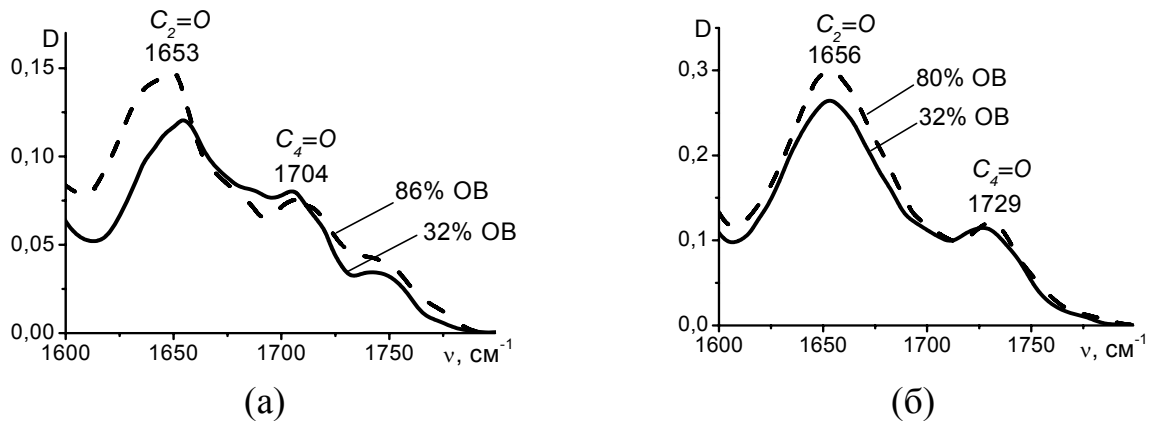 D
C₂=O
1653
0,15
0,10
0,05
0,00
C₄=O
1704
86% ОВ
32% ОВ
1600
1650
1700
1750
ν, см⁻¹
(а)
D
C₂=O
1656
0,3
0,2
0,1
0,0
80% ОВ
32% ОВ
C₄=O
1729
1600
1650
1700
1750
ν, см⁻¹
(б)